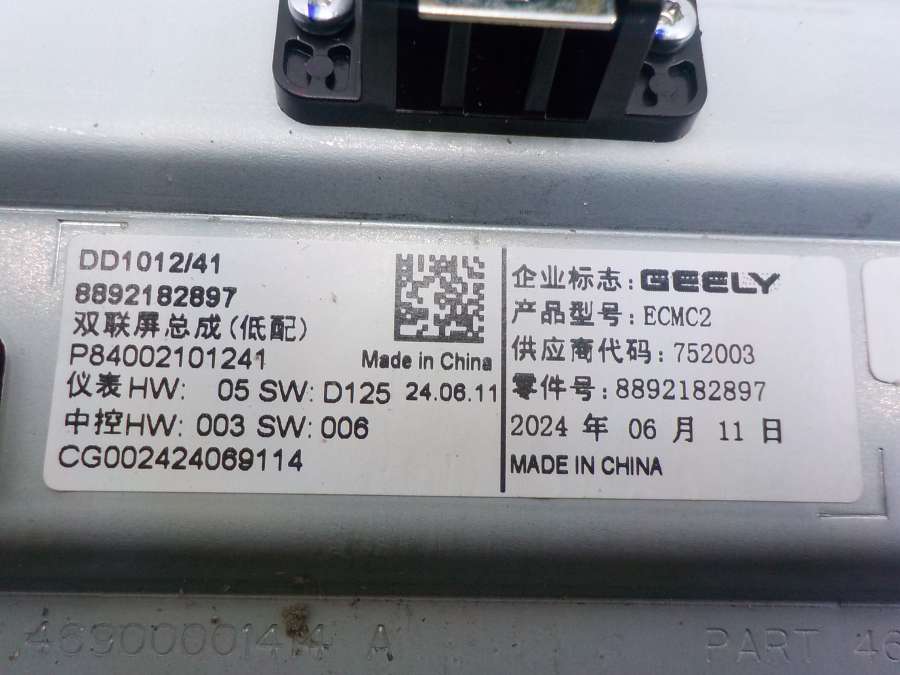 DD1012/41
8892182897
双联屏总成(低配)
P84002101241
Made in China
仪表HW: 05 SW: D125 24.06.11
中控HW: 003 SW: 006
CG002424069114
企业标志: GEELY
产品型号: ECMC2
供应商代码: 752003
零件号: 8892182897
2024 年 06 月 11 日
MADE IN CHINA
46900001414 A
PART 46